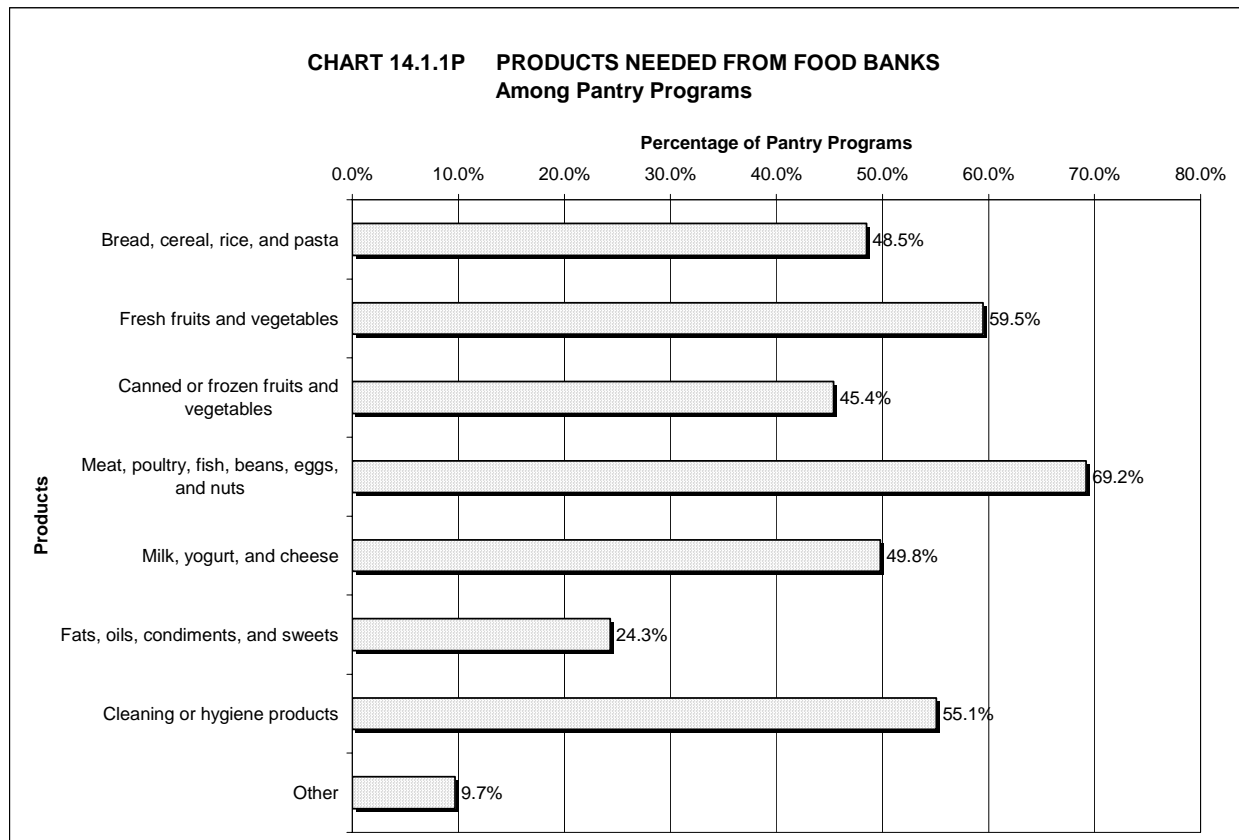 CHART 14.1.1P PRODUCTS NEEDED FROM FOOD BANKS
Among Pantry Programs
Percentage of Pantry Programs
0.0% 10.0% 20.0% 30.0% 40.0% 50.0% 60.0% 70.0% 80.0%
Products
Bread, cereal, rice, and pasta 48.5%
Fresh fruits and vegetables 59.5%
Canned or frozen fruits and
vegetables 45.4%
Meat, poultry, fish, beans, eggs,
and nuts 69.2%
Milk, yogurt, and cheese 49.8%
Fats, oils, condiments, and sweets 24.3%
Cleaning or hygiene products 55.1%
Other 9.7%